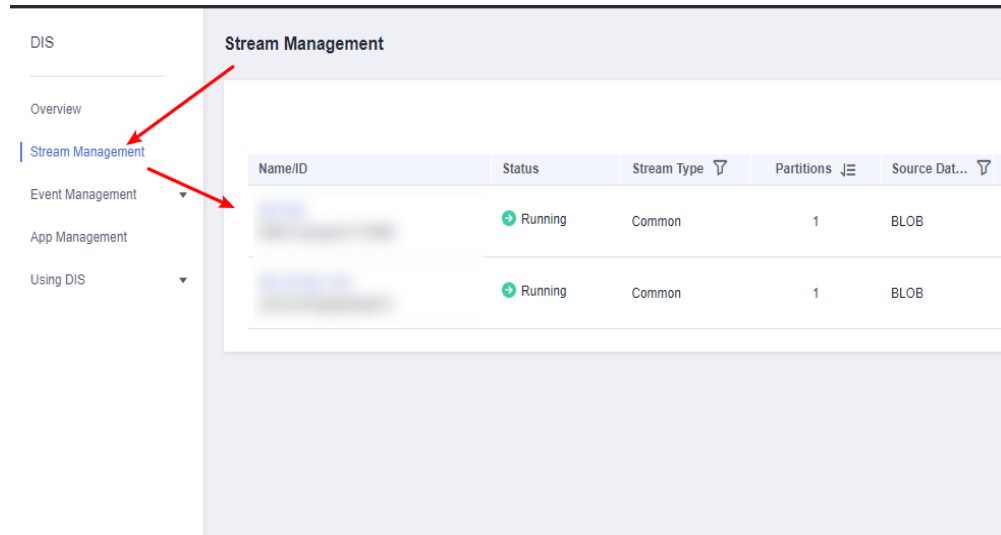 DIS
Overview
Stream Management
Event Management
App Management
Using DIS
Stream Management
Name/ID Status Stream Type Partitions Source Dat...
Running Common 1 BLOB
Running Common 1 BLOB